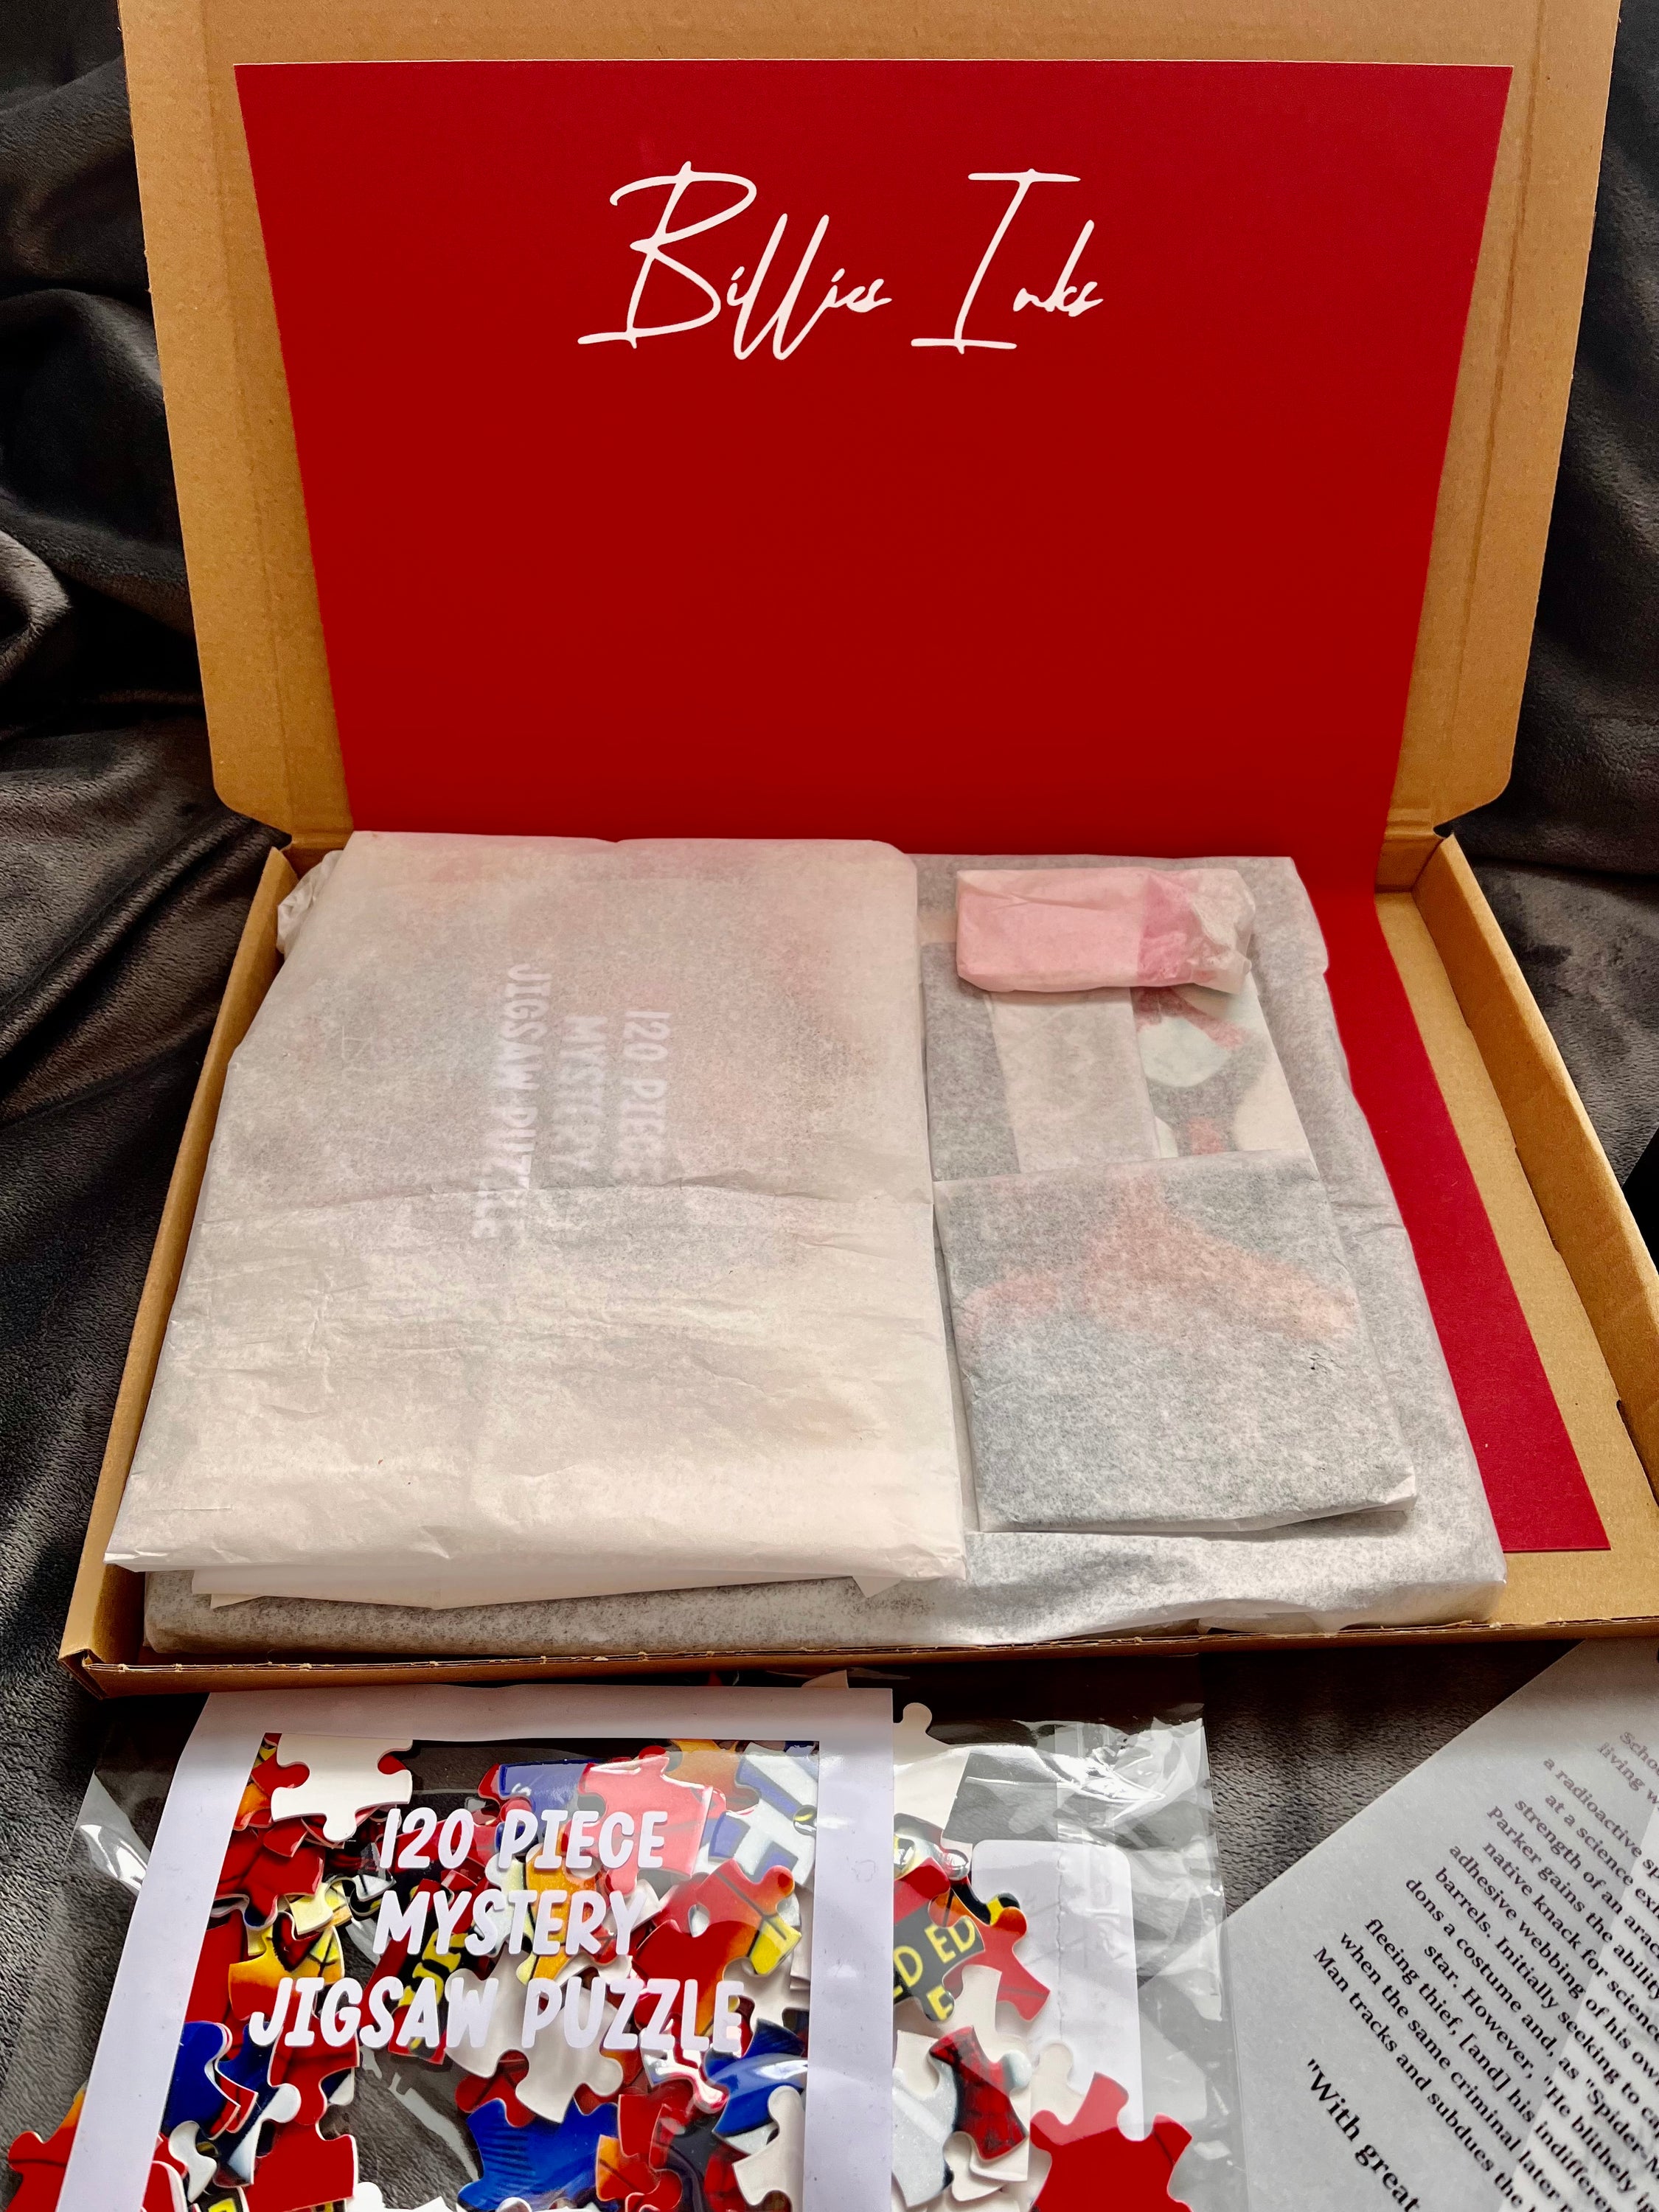 Billies Inks
120 PIECE
MYSTERY
JIGSAW PUZZLE
120 PIECE
MYSTERY
JIGSAW PUZZLE
ED ED
E
living
a radioactive
at a science
strength of an
Parker gains the ability
native knack for science
adhesive webbing of his own
barrels. Initially seeking to
dons a costume and, as "Spider-
star. However, "He blithely
fleeing thief, [and] his
when the same criminal later
Man tracks and subdues the
"With great